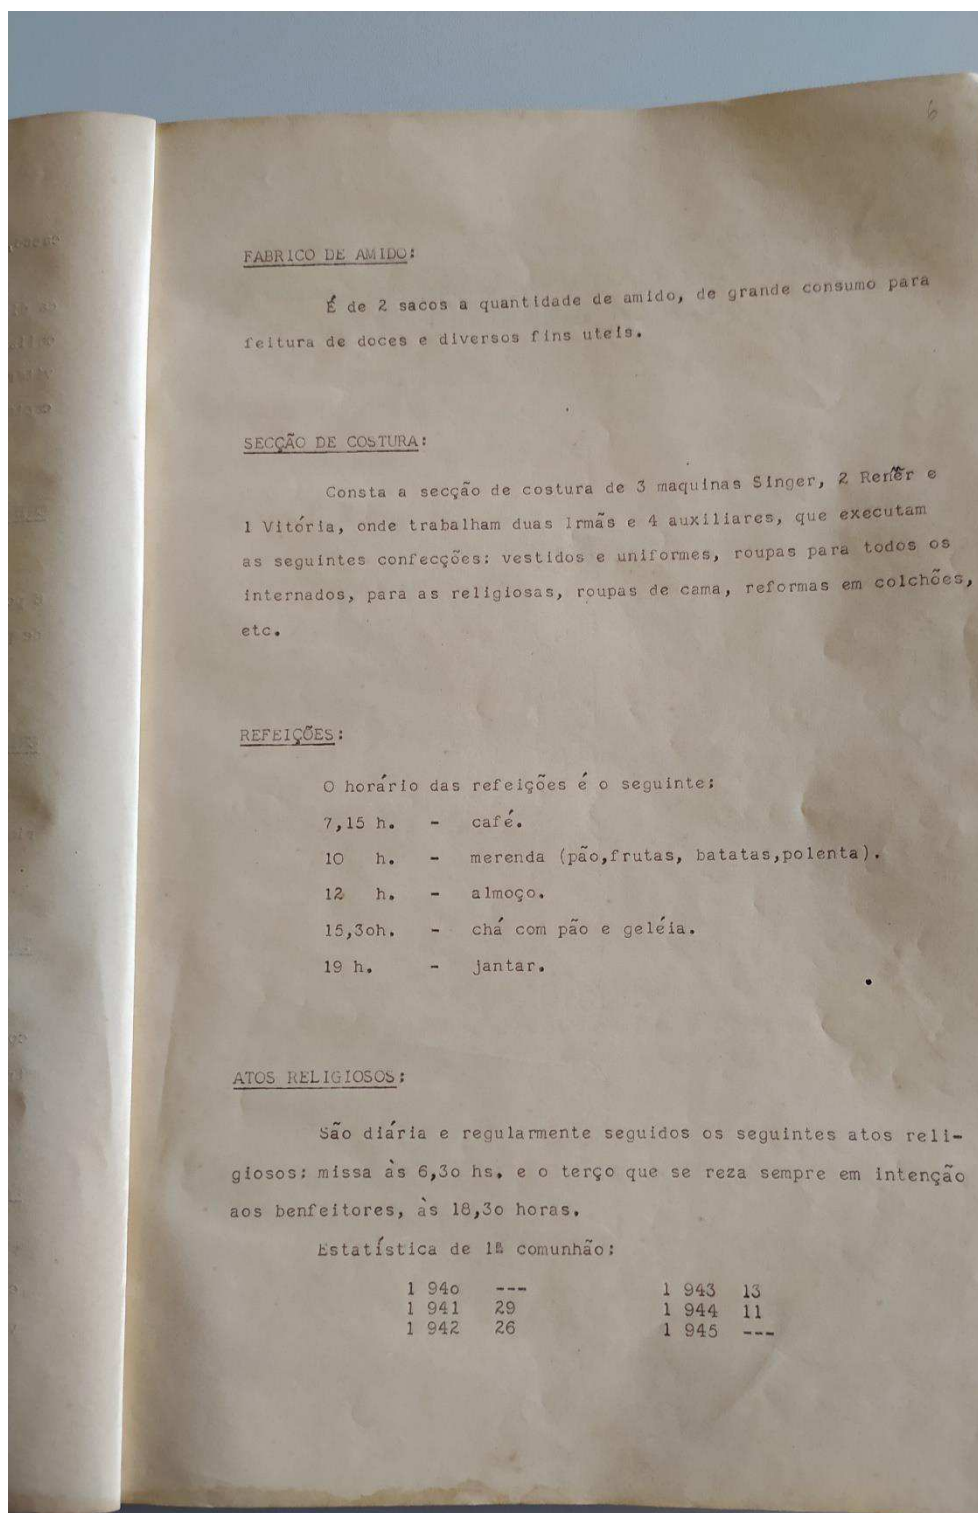 6
FABRICO DE AMIDO:
É de 2 sacos a quantidade de amido, de grande consumo para
feitura de doces e diversos fins uteis.
SECÇÃO DE COSTURA:
Consta a secção de costura de 3 maquinas Singer, 2 Renër e
1 Vitória, onde trabalham duas Irmãs e 4 auxiliares, que executam
as seguintes confecções: vestidos e uniformes, roupas para todos os
internados, para as religiosas, roupas de cama, reformas em colchões,
etc.
REFEIÇÕES:
O horário das refeições é o seguinte:
7,15 h. - café.
10 h. - merenda (pão,frutas, batatas,polenta).
12 h. - almoço.
15,3oh. - chá com pão e geléia.
19 h. - jantar.
ATOS RELIGIOSOS:
São diária e regularmente seguidos os seguintes atos reli-
giosos: missa às 6,3o hs. e o terço que se reza sempre em intenção
aos benfeitores, às 18,3o horas.
Estatística de 1ª comunhão:
1 94o --- 1 943 13
1 941 29 1 944 11
1 942 26 1 945 ---